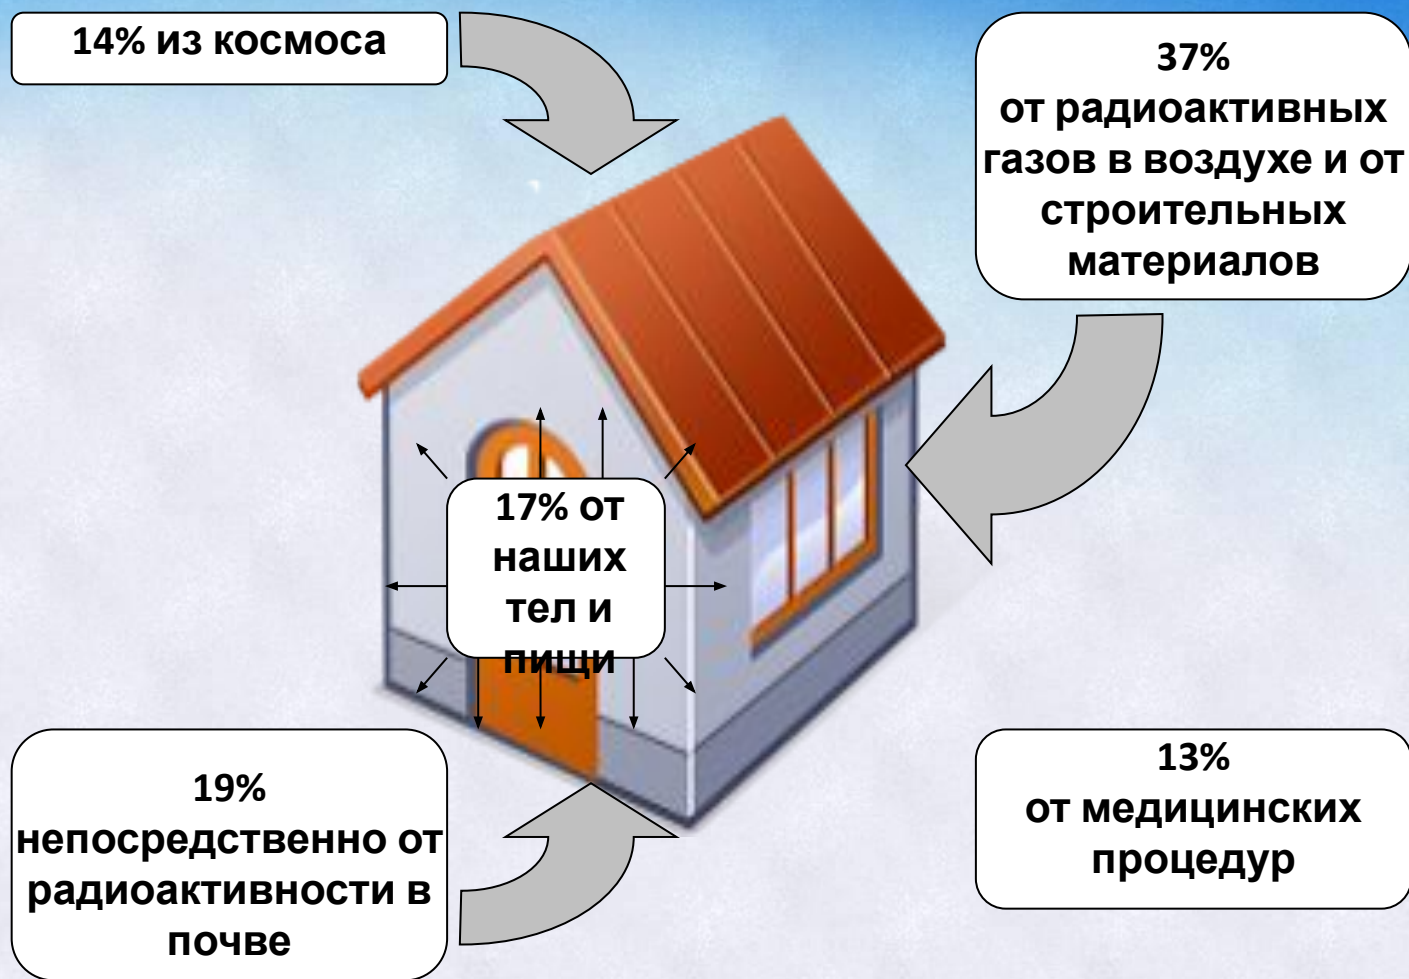 14% из космоса
37%
от радиоактивных
газов в воздухе и от
строительных
материалов
17% от
наших
тел и
пищи
19%
непосредственно от
радиоактивности в
почве
13%
от медицинских
процедур